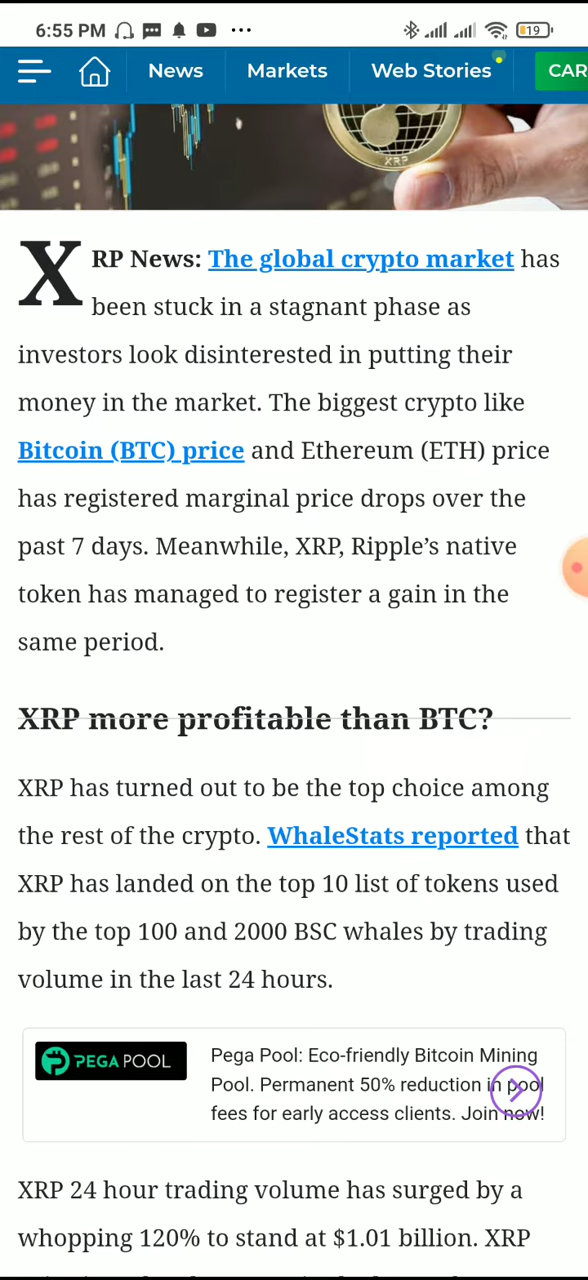 6:55 PM
19
News
Markets
Web Stories
CAR
XRP
XRP News: The global crypto market has
been stuck in a stagnant phase as
investors look disinterested in putting their
money in the market. The biggest crypto like
Bitcoin (BTC) price and Ethereum (ETH) price
has registered marginal price drops over the
past 7 days. Meanwhile, XRP, Ripple’s native
token has managed to register a gain in the
same period.
XRP more profitable than BTC?
XRP has turned out to be the top choice among
the rest of the crypto. WhaleStats reported that
XRP has landed on the top 10 list of tokens used
by the top 100 and 2000 BSC whales by trading
volume in the last 24 hours.
PEGA POOL
Pega Pool: Eco-friendly Bitcoin Mining
Pool. Permanent 50% reduction in pool
fees for early access clients. Join now!
XRP 24 hour trading volume has surged by a
whopping 120% to stand at $1.01 billion. XRP